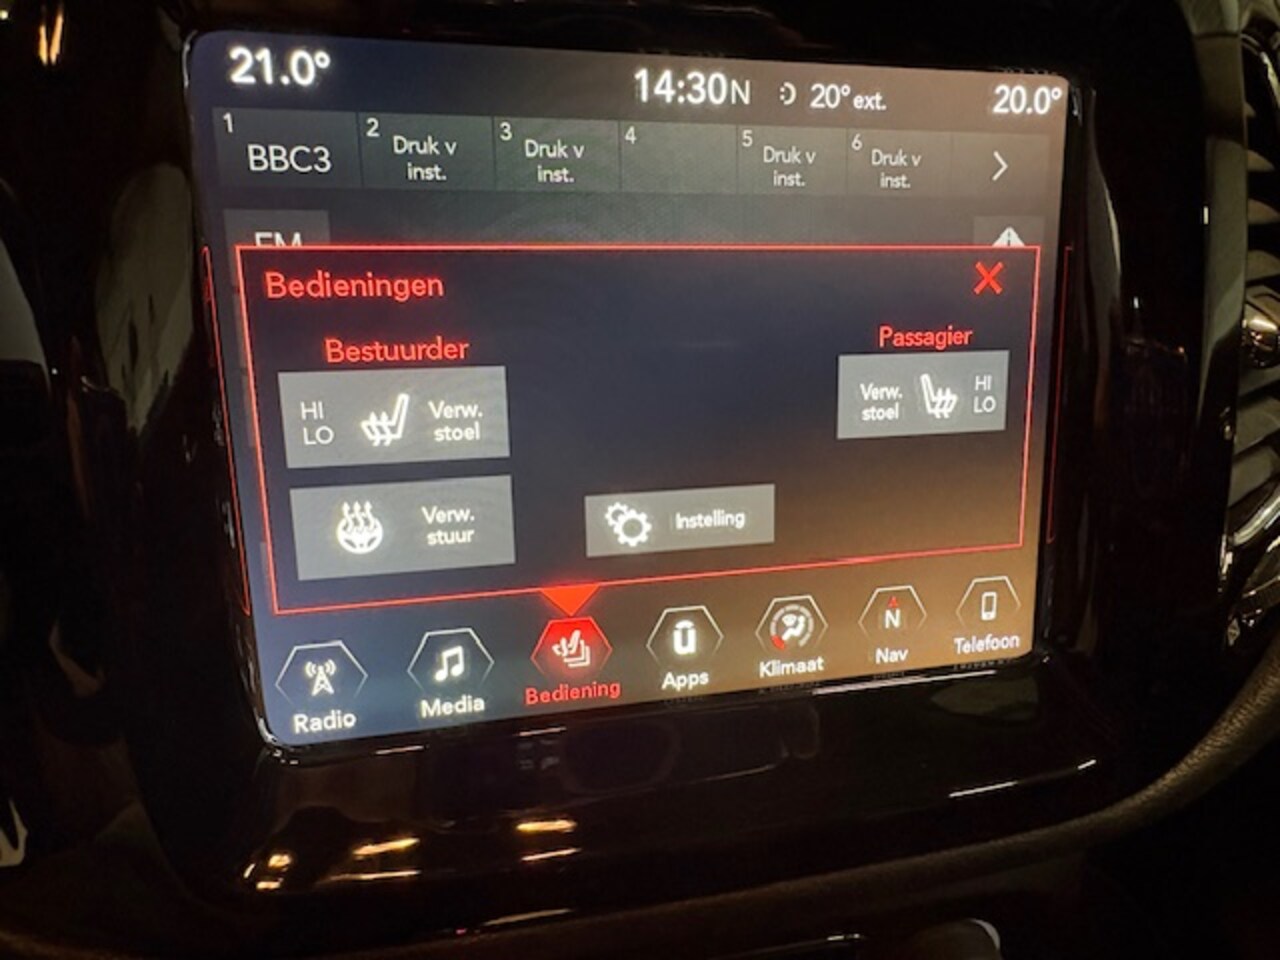 21.0°
14:30 N
20° ext.
20.0°
1
BBC3
2
Druk v
inst.
3
Druk v
inst.
4
5
Druk v
inst.
6
Druk v
inst.
FM
Bedieningen
Bestuurder
HI
LO
Verw.
stoel
Passagier
Verw.
stoel
HI
LO
Verw.
stuur
Instelling
Radio
Media
Bediening
Apps
Klimaat
N
Nav
Telefoon